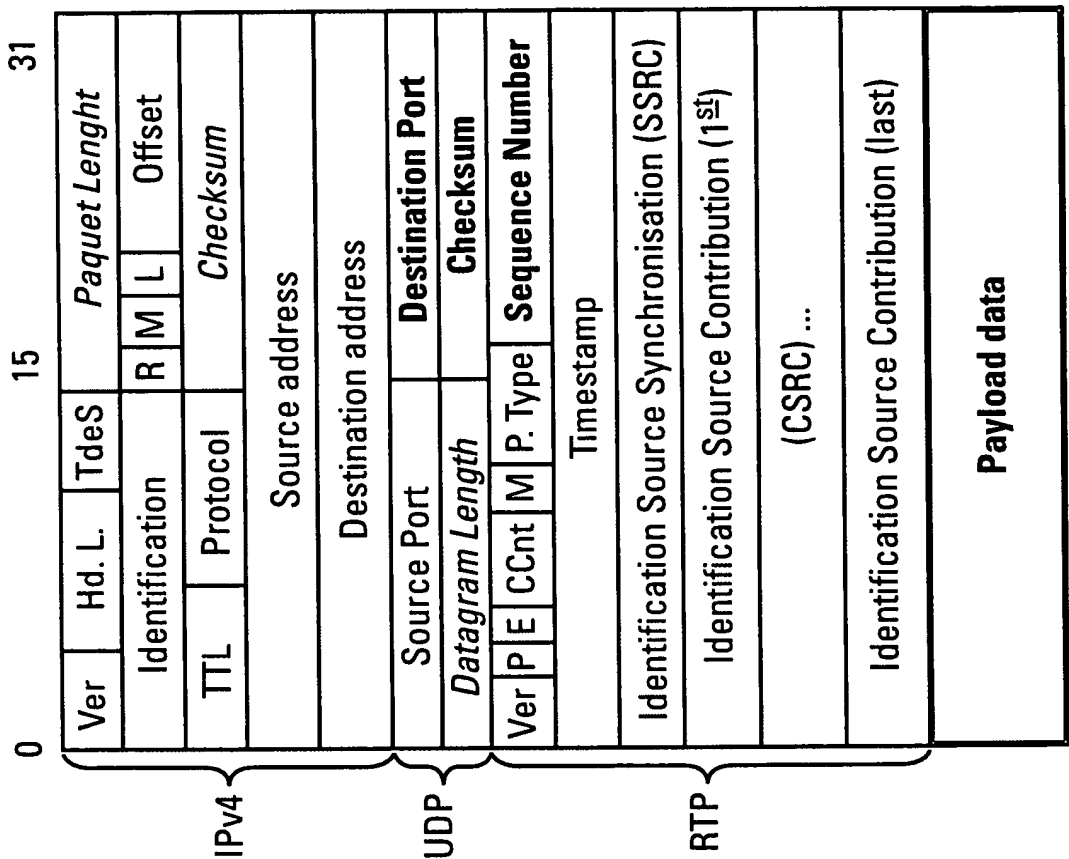 0 15 31
IPv4
Ver Hd. L. TdeS Paquet Lenght
Identification R M L Offset
TTL Protocol Checksum
Source address
Destination address
UDP
Source Port Destination Port
Datagram Length Checksum
RTP
Ver P E CCnt M P. Type Sequence Number
Timestamp
Identification Source Synchronisation (SSRC)
Identification Source Contribution (1st)
(CSRC) ...
Identification Source Contribution (last)
Payload data